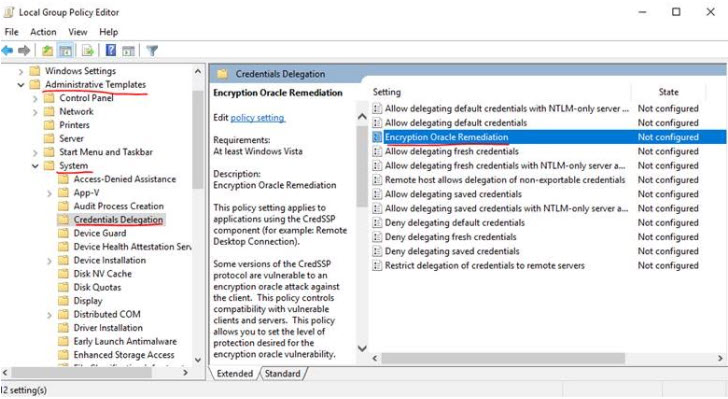 Local Group Policy Editor
File Action View Help
Windows Settings
Administrative Templates
Control Panel
Network
Printers
Server
Start Menu and Taskbar
System
Access-Denied Assistance
App-V
Audit Process Creation
Credentials Delegation
Device Guard
Device Health Attestation Serv
Device Installation
Disk NV Cache
Disk Quotas
Display
Distributed COM
Driver Installation
Early Launch Antimalware
Enhanced Storage Access
Credentials Delegation
Encryption Oracle Remediation
Edit policy setting
Requirements:
At least Windows Vista
Description:
Encryption Oracle Remediation
This policy setting applies to
applications using the CredSSP
component (for example: Remote
Desktop Connection).
Some versions of the CredSSP
protocol are vulnerable to an
encryption oracle attack against
the client. This policy controls
compatibility with vulnerable
clients and servers. This policy
allows you to set the level of
protection desired for the
encryption oracle vulnerability.
Setting State
Allow delegating default credentials with NTLM-only server ... Not configured
Allow delegating default credentials Not configured
Encryption Oracle Remediation Not configured
Allow delegating fresh credentials Not configured
Allow delegating fresh credentials with NTLM-only server a... Not configured
Remote host allows delegation of non-exportable credentials Not configured
Allow delegating saved credentials Not configured
Allow delegating saved credentials with NTLM-only server a... Not configured
Deny delegating default credentials Not configured
Deny delegating fresh credentials Not configured
Deny delegating saved credentials Not configured
Restrict delegation of credentials to remote servers Not configured
Extended Standard
12 setting(s)